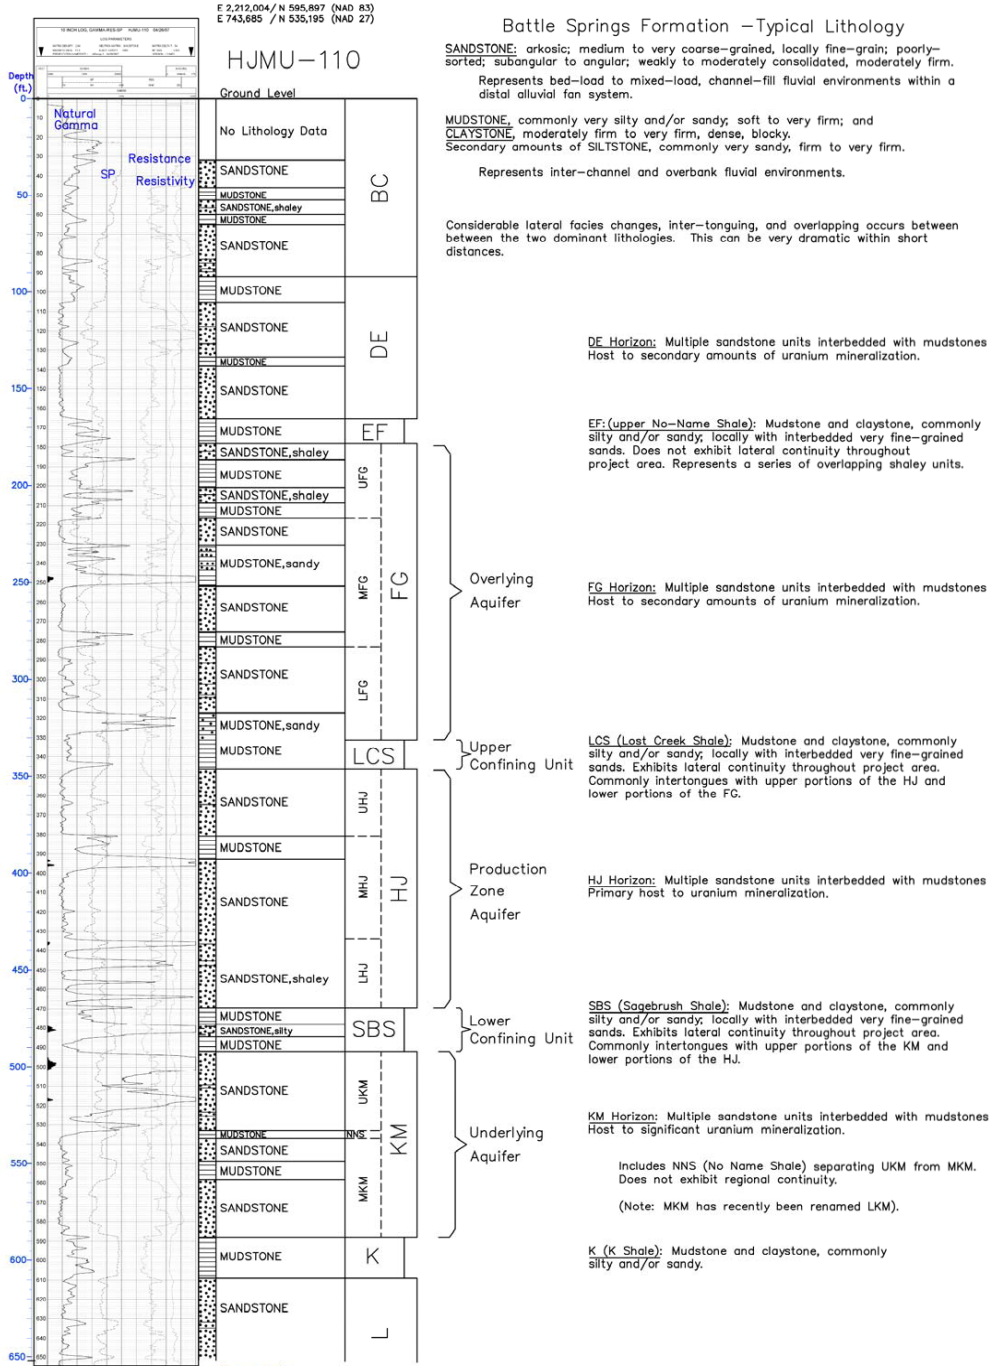 E 2,212,004/ N 595,897 (NAD 83)
E 743,685 / N 535,195 (NAD 27)
HJMU-110
Ground Level
Depth
(ft.)
0
50
100
150
200
250
300
350
400
450
500
550
600
650
Natural
Gamma
Resistance
SP
Resistivity
No Lithology Data
SANDSTONE
MUDSTONE
SANDSTONE,shaley
MUDSTONE
SANDSTONE
MUDSTONE
SANDSTONE
MUDSTONE
SANDSTONE
MUDSTONE
SANDSTONE,shaley
MUDSTONE
SANDSTONE,shaley
MUDSTONE
SANDSTONE
MUDSTONE,sandy
SANDSTONE
MUDSTONE
SANDSTONE
MUDSTONE,sandy
MUDSTONE
SANDSTONE
MUDSTONE
SANDSTONE
SANDSTONE,shaley
MUDSTONE
SANDSTONE,silty
MUDSTONE
SANDSTONE
MUDSTONE
SANDSTONE
MUDSTONE
SANDSTONE
MUDSTONE
SANDSTONE
BC
DE
EF
UFG
MFG
LFG
FG
LCS
UHJ
MHJ
LHJ
HJ
SBS
UKM
NNS
MKM
KM
K
L
Overlying
Aquifer
Upper
Confining Unit
Production
Zone
Aquifer
Lower
Confining Unit
Underlying
Aquifer
Battle Springs Formation –Typical Lithology
SANDSTONE: arkosic; medium to very coarse-grained, locally fine-grain; poorly-
sorted; subangular to angular; weakly to moderately consolidated, moderately firm.
Represents bed-load to mixed-load, channel-fill fluvial environments within a
distal alluvial fan system.
MUDSTONE, commonly very silty and/or sandy; soft to very firm; and
CLAYSTONE, moderately firm to very firm, dense, blocky.
Secondary amounts of SILTSTONE, commonly very sandy, firm to very firm.
Represents inter-channel and overbank fluvial environments.
Considerable lateral facies changes, inter-tonguing, and overlapping occurs between
between the two dominant lithologies. This can be very dramatic within short
distances.
DE Horizon: Multiple sandstone units interbedded with mudstones
Host to secondary amounts of uranium mineralization.
EF:(upper No-Name Shale): Mudstone and claystone, commonly
silty and/or sandy; locally with interbedded very fine-grained
sands. Does not exhibit lateral continuity throughout
project area. Represents a series of overlapping shaley units.
FG Horizon: Multiple sandstone units interbedded with mudstones
Host to secondary amounts of uranium mineralization.
LCS (Lost Creek Shale): Mudstone and claystone, commonly
silty and/or sandy; locally with interbedded very fine-grained
sands. Exhibits lateral continuity throughout project area.
Commonly intertongues with upper portions of the HJ and
lower portions of the FG.
HJ Horizon: Multiple sandstone units interbedded with mudstones
Primary host to uranium mineralization.
SBS (Sagebrush Shale): Mudstone and claystone, commonly
silty and/or sandy; locally with interbedded very fine-grained
sands. Exhibits lateral continuity throughout project area.
Commonly intertongues with upper portions of the KM and
lower portions of the HJ.
KM Horizon: Multiple sandstone units interbedded with mudstones
Host to significant uranium mineralization.
Includes NNS (No Name Shale) separating UKM from MKM.
Does not exhibit regional continuity.
(Note: MKM has recently been renamed LKM).
K (K Shale): Mudstone and claystone, commonly
silty and/or sandy.